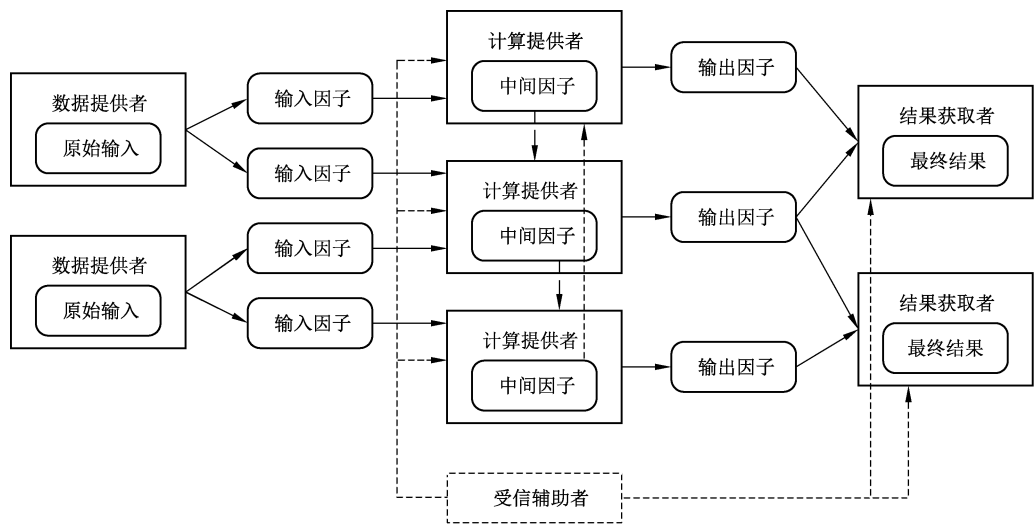 数据提供者
原始输入
数据提供者
原始输入
输入因子
输入因子
输入因子
输入因子
计算提供者
中间因子
计算提供者
中间因子
计算提供者
中间因子
输出因子
输出因子
输出因子
结果获取者
最终结果
结果获取者
最终结果
受信辅助者